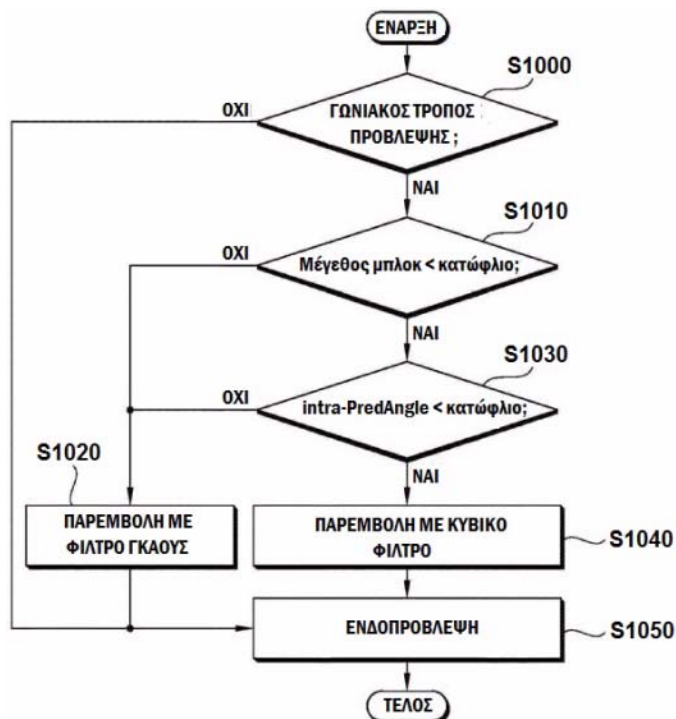 ΕΝΑΡΞΗ
S1000
ΟΧΙ
ΓΩΝΙΑΚΟΣ ΤΡΟΠΟΣ
ΠΡΟΒΛΕΨΗΣ ;
ΝΑΙ
S1010
ΟΧΙ
Μέγεθος μπλοκ < κατώφλιο;
ΝΑΙ
S1030
ΟΧΙ
intra-PredAngle < κατώφλιο;
S1020
ΝΑΙ
ΠΑΡΕΜΒΟΛΗ ΜΕ
ΦΙΛΤΡΟ ΓΚΑΟΥΣ
ΠΑΡΕΜΒΟΛΗ ΜΕ ΚΥΒΙΚΟ
ΦΙΛΤΡΟ
S1040
ΕΝΔΟΠΡΟΒΛΕΨΗ
S1050
ΤΕΛΟΣ